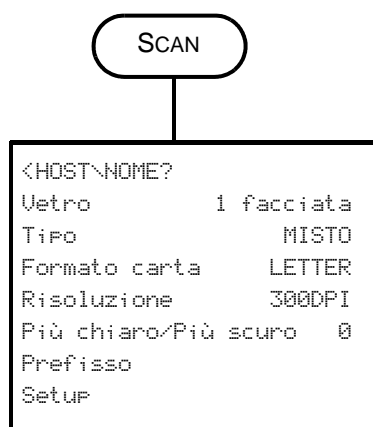 SCAN
<HOST\NOME?
Vetro 1 facciata
Tipo MISTO
Formato carta LETTER
Risoluzione 300DPI
Più chiaro/Più scuro 0
Prefisso
Setup